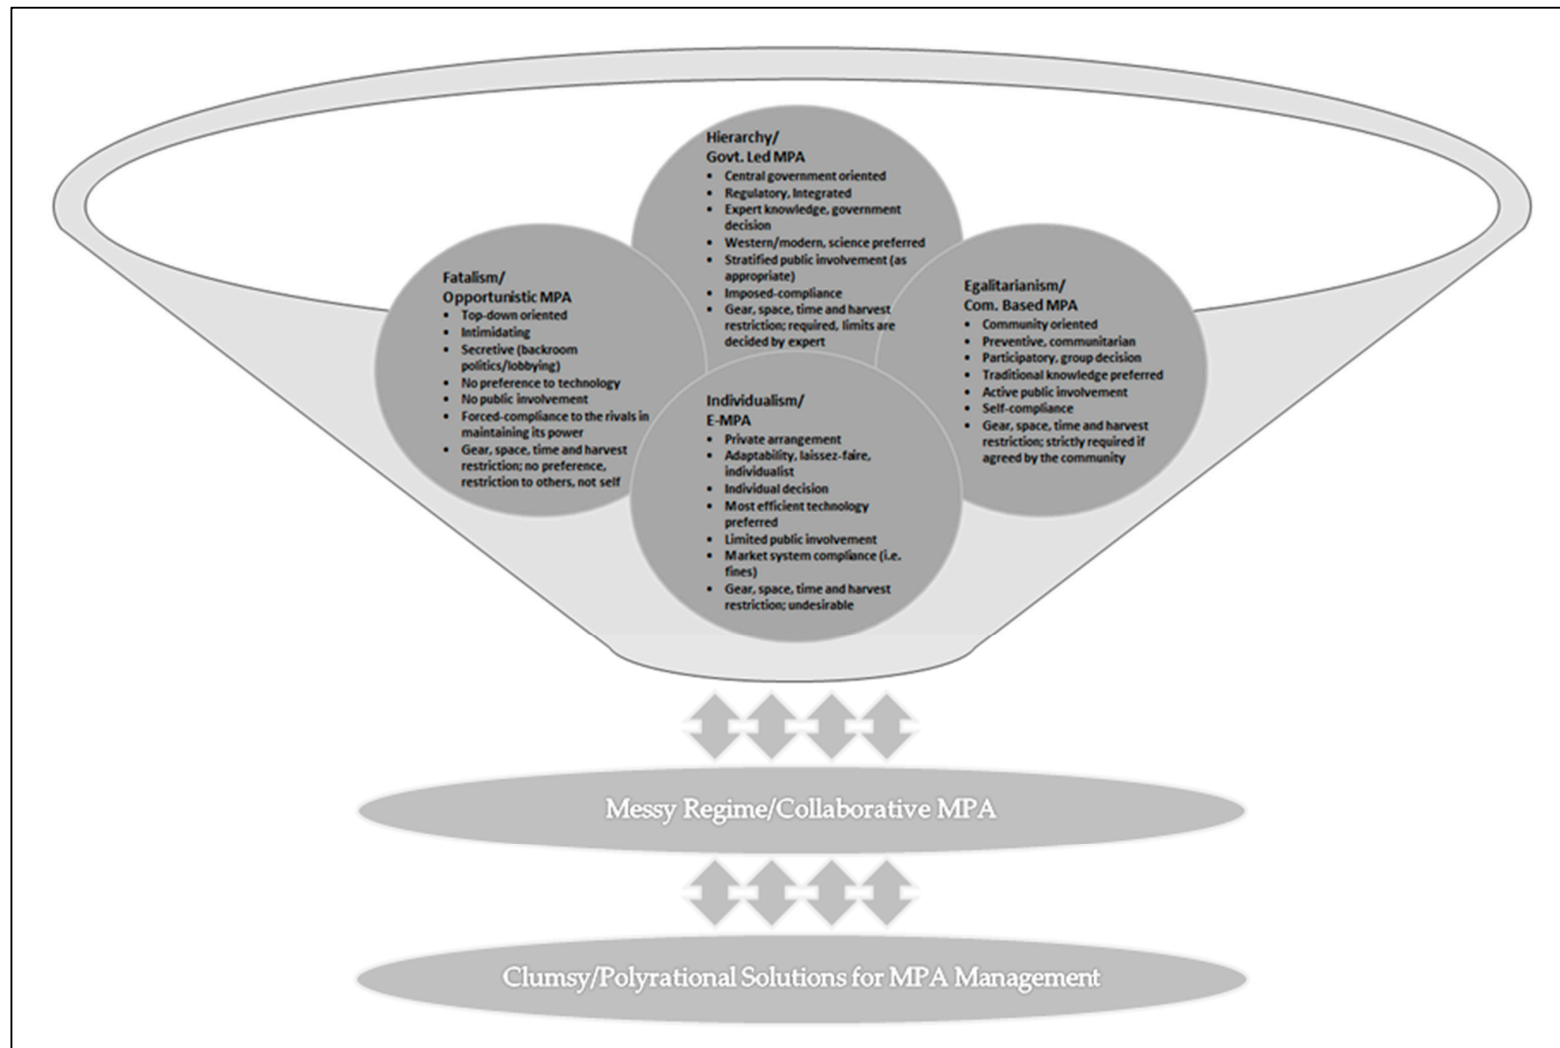 Hierarchy/
Govt. Led MPA
• Central government oriented
• Regulatory, Integrated
• Expert knowledge, government
decision
• Western/modern, science preferred
• Stratified public involvement (as
appropriate)
• Imposed-compliance
• Gear, space, time and harvest
restriction; required, limits are
decided by expert
Fatalism/
Opportunistic MPA
• Top-down oriented
• Intimidating
• Secretive (backroom
politics/lobbying)
• No preference to technology
• No public involvement
• Forced-compliance to the rivals in
maintaining its power
• Gear, space, time and harvest
restriction; no preference,
restriction to others, not self
Egalitarianism/
Com. Based MPA
• Community oriented
• Preventive, communitarian
• Participatory, group decision
• Traditional knowledge preferred
• Active public involvement
• Self-compliance
• Gear, space, time and harvest
restriction; strictly required if
agreed by the community
Individualism/
E-MPA
• Private arrangement
• Adaptability, laissez-faire,
individualist
• Individual decision
• Most efficient technology
preferred
• Limited public involvement
• Market system compliance (i.e.
fines)
• Gear, space, time and harvest
restriction; undesirable
Messy Regime/Collaborative MPA
Clumsy/Polyrational Solutions for MPA Management